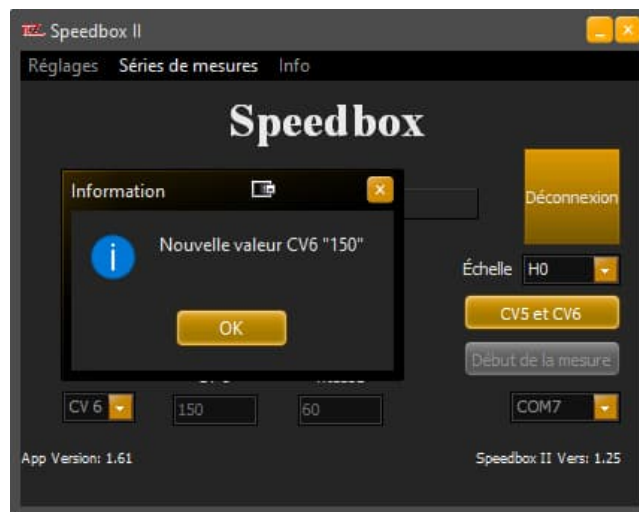 Speedbox II
Réglages Séries de mesures Info
Speedbox
Information
Déconnexion
Nouvelle valeur CV6 "150"
Échelle H0
OK
CV5 et CV6
Début de la mesure
CV 6 150 60 COM7
App Version: 1.61 Speedbox II Vers: 1.25